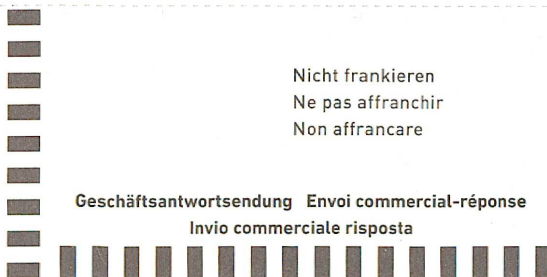 Nicht frankieren
Ne pas affranchir
Non affrancare
Geschäftsantwortsendung Envoi commercial-réponse
Invio commerciale risposta